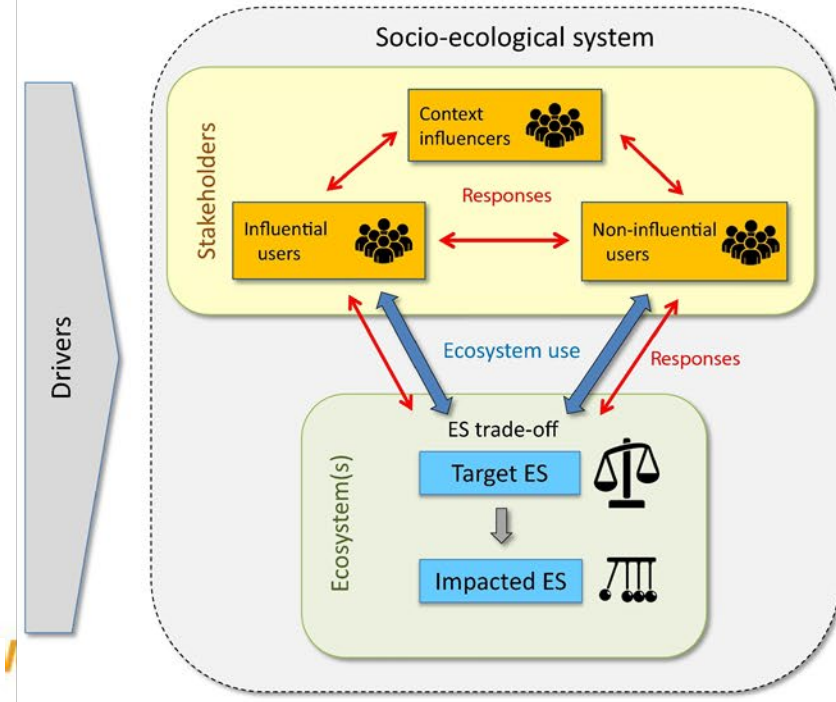 Socio-ecological system
Stakeholders
Context
influencers
Responses
Influential
users
Non-influential
users
Drivers
Ecosystem use
Responses
Ecosystem(s)
ES trade-off
Target ES
Impacted ES